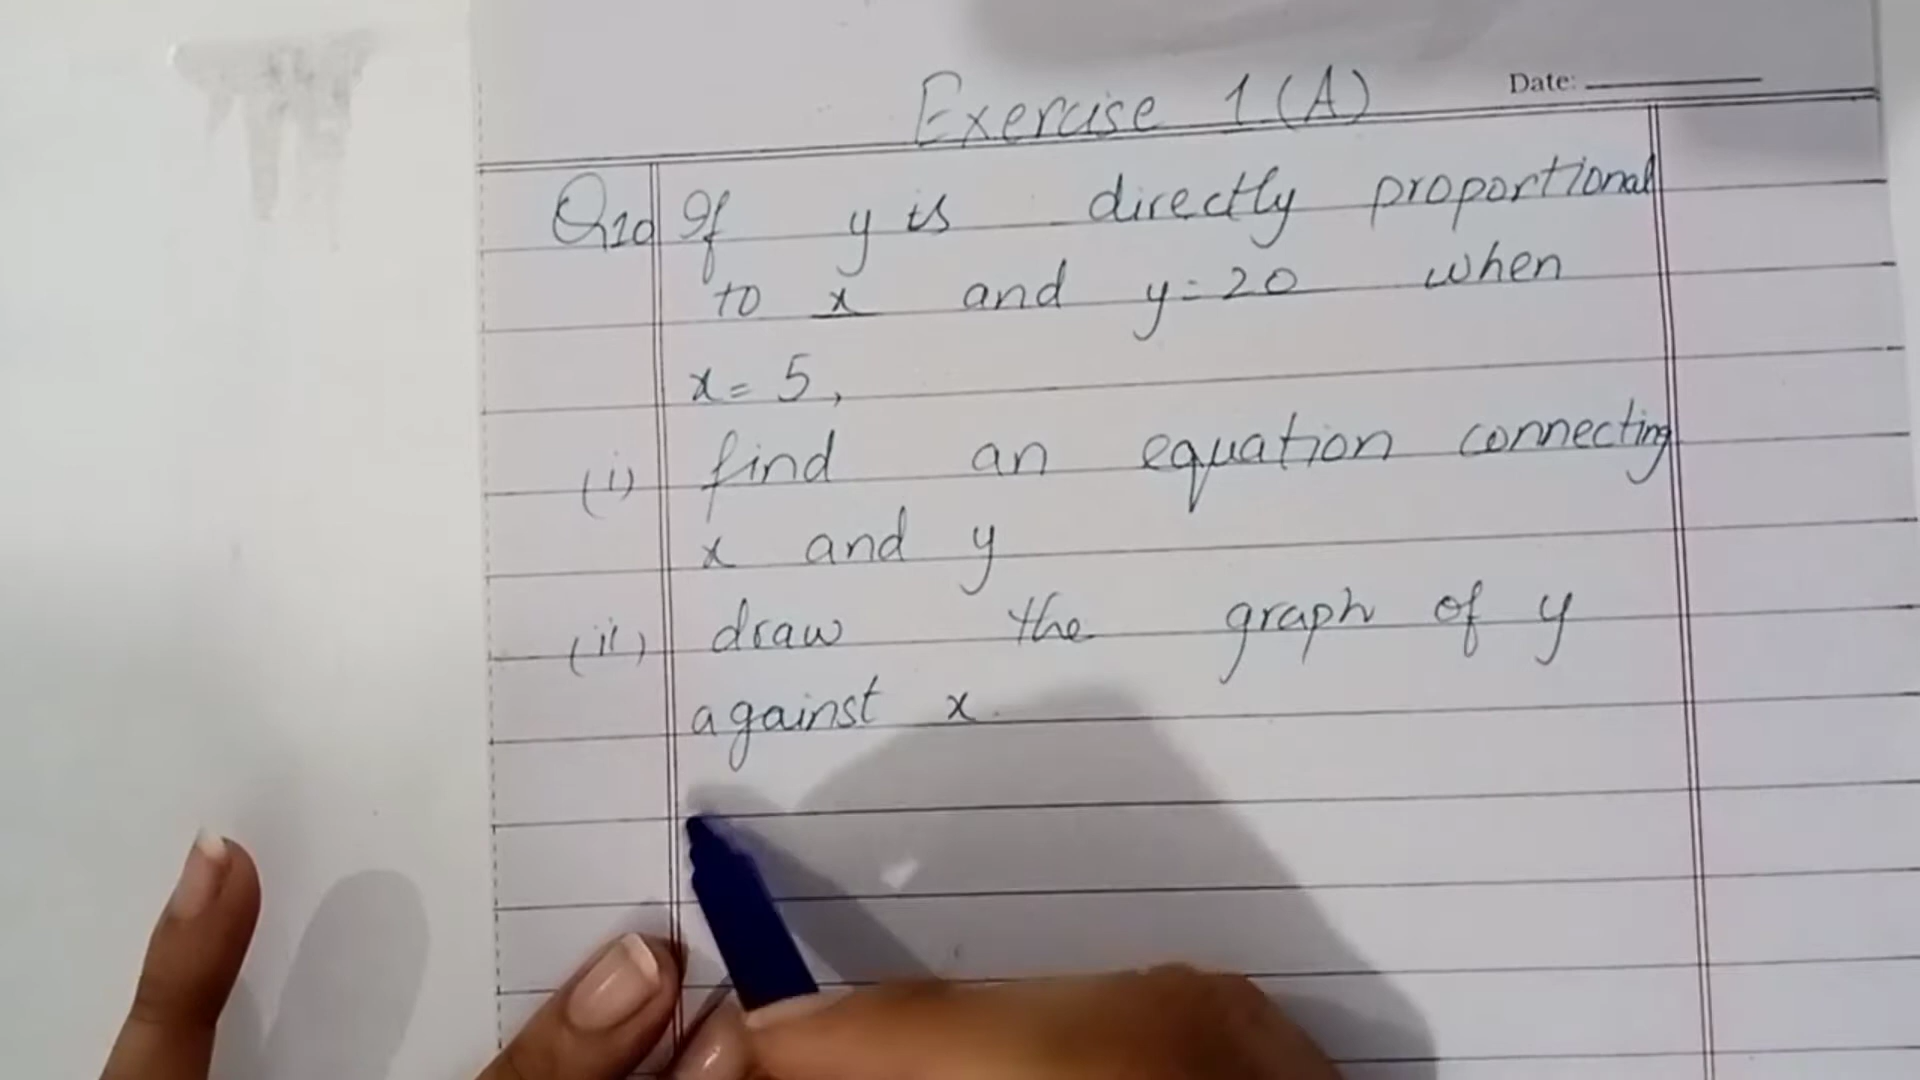 Exercise 1(A)
Date:
Q10 If y is directly proportional
to x and y=20 when
x=5,
(i) find an equation connecting
x and y
(ii) draw the graph of y
against x.